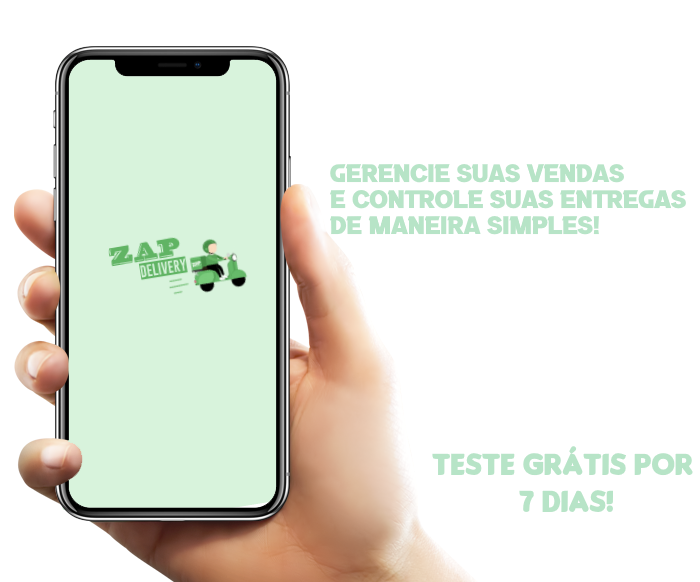 ZAP
DELIVERY
GERENCIE SUAS VENDAS
E CONTROLE SUAS ENTREGAS
DE MANEIRA SIMPLES!
TESTE GRÁTIS POR
7 DIAS!